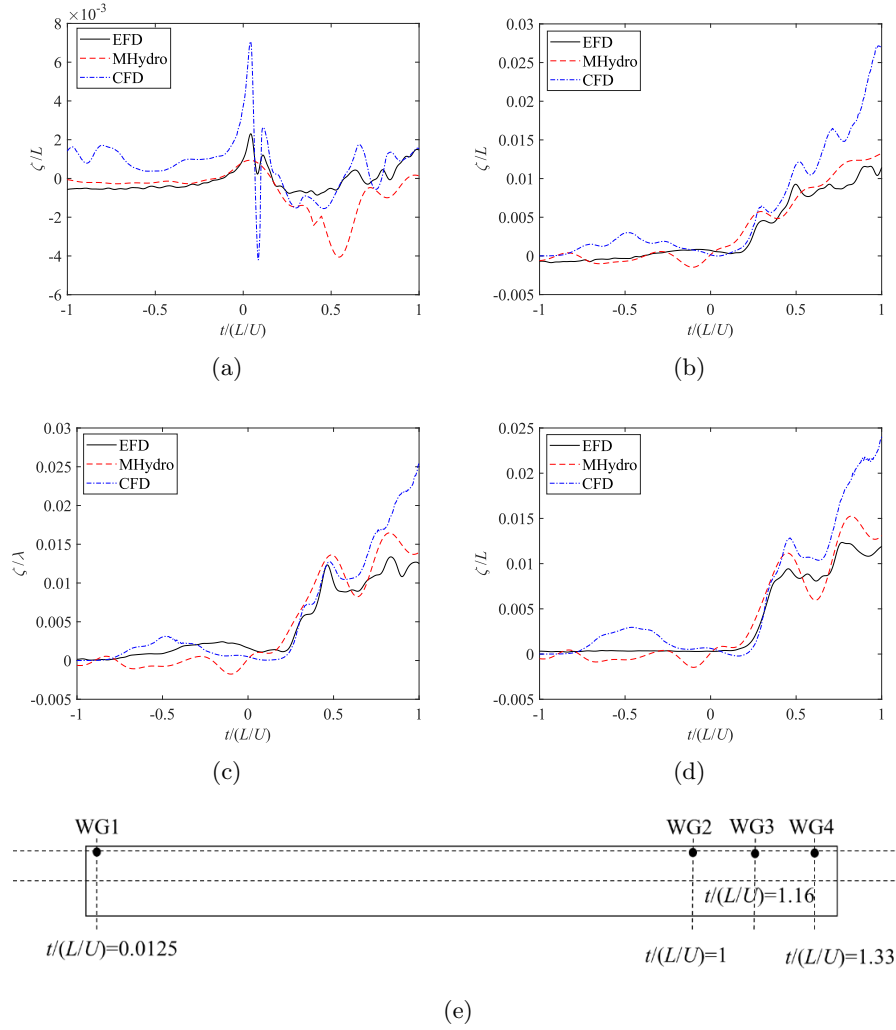 ×10⁻³
8
6
4
2
0
-2
-4
-6
ζ/L
EFD
MHydro
CFD
-1 -0.5 0 0.5 1
t/(L/U)
(a)
0.03
0.025
0.02
0.015
0.01
0.005
0
-0.005
ζ/L
EFD
MHydro
CFD
-1 -0.5 0 0.5 1
t/(L/U)
(b)
0.03
0.025
0.02
0.015
0.01
0.005
0
-0.005
ζ/λ
EFD
MHydro
CFD
-1 -0.5 0 0.5 1
t/(L/U)
(c)
0.025
0.02
0.015
0.01
0.005
0
-0.005
ζ/L
EFD
MHydro
CFD
-1 -0.5 0 0.5 1
t/(L/U)
(d)
WG1 WG2 WG3 WG4
t/(L/U)=1.16
t/(L/U)=0.0125 t/(L/U)=1 t/(L/U)=1.33
(e)